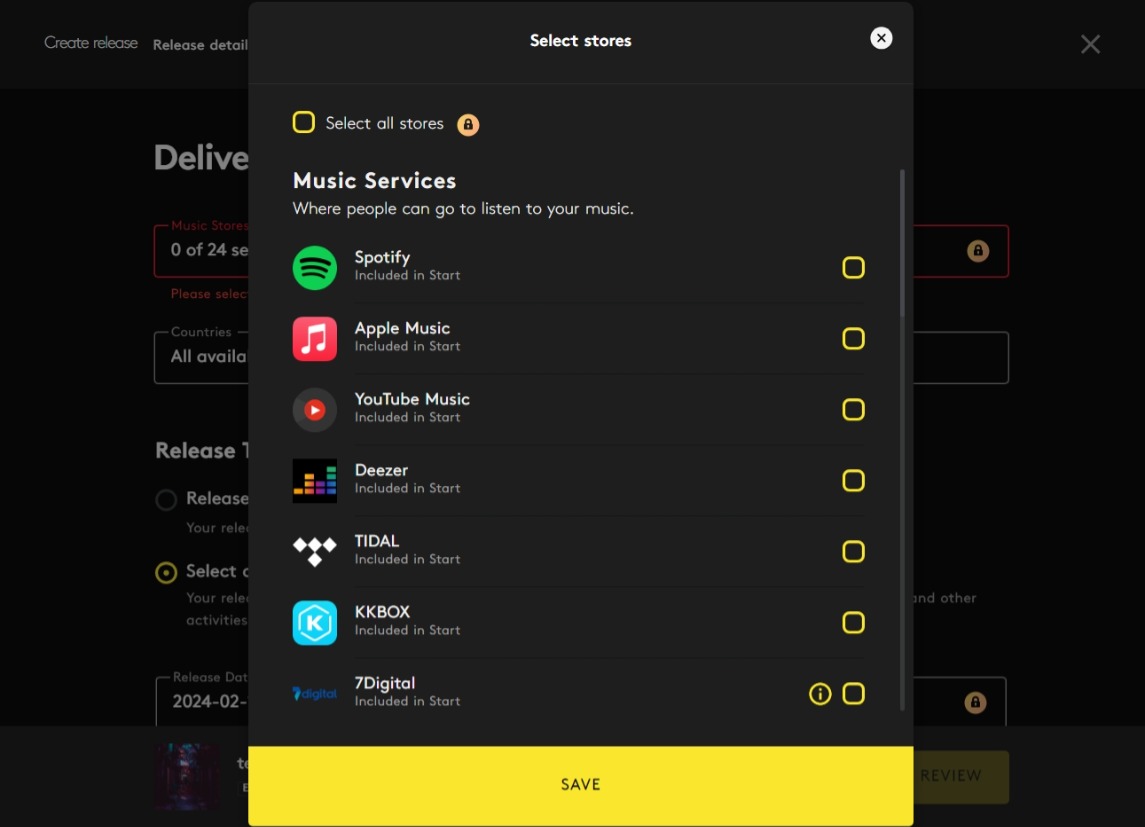 Create release
Release detail
Select stores
Select all stores
Delive
Music Services
Where people can go to listen to your music.
Music Stores
0 of 24 se
Please selec
Spotify
Included in Start
Countries
All availa
Apple Music
Included in Start
YouTube Music
Included in Start
Release T
Deezer
Included in Start
Release
Your rele
TIDAL
Included in Start
Select
Your rele
and other
activities
KKBOX
Included in Start
Release Dat
2024-02-
7digital
7Digital
Included in Start
SAVE
REVIEW